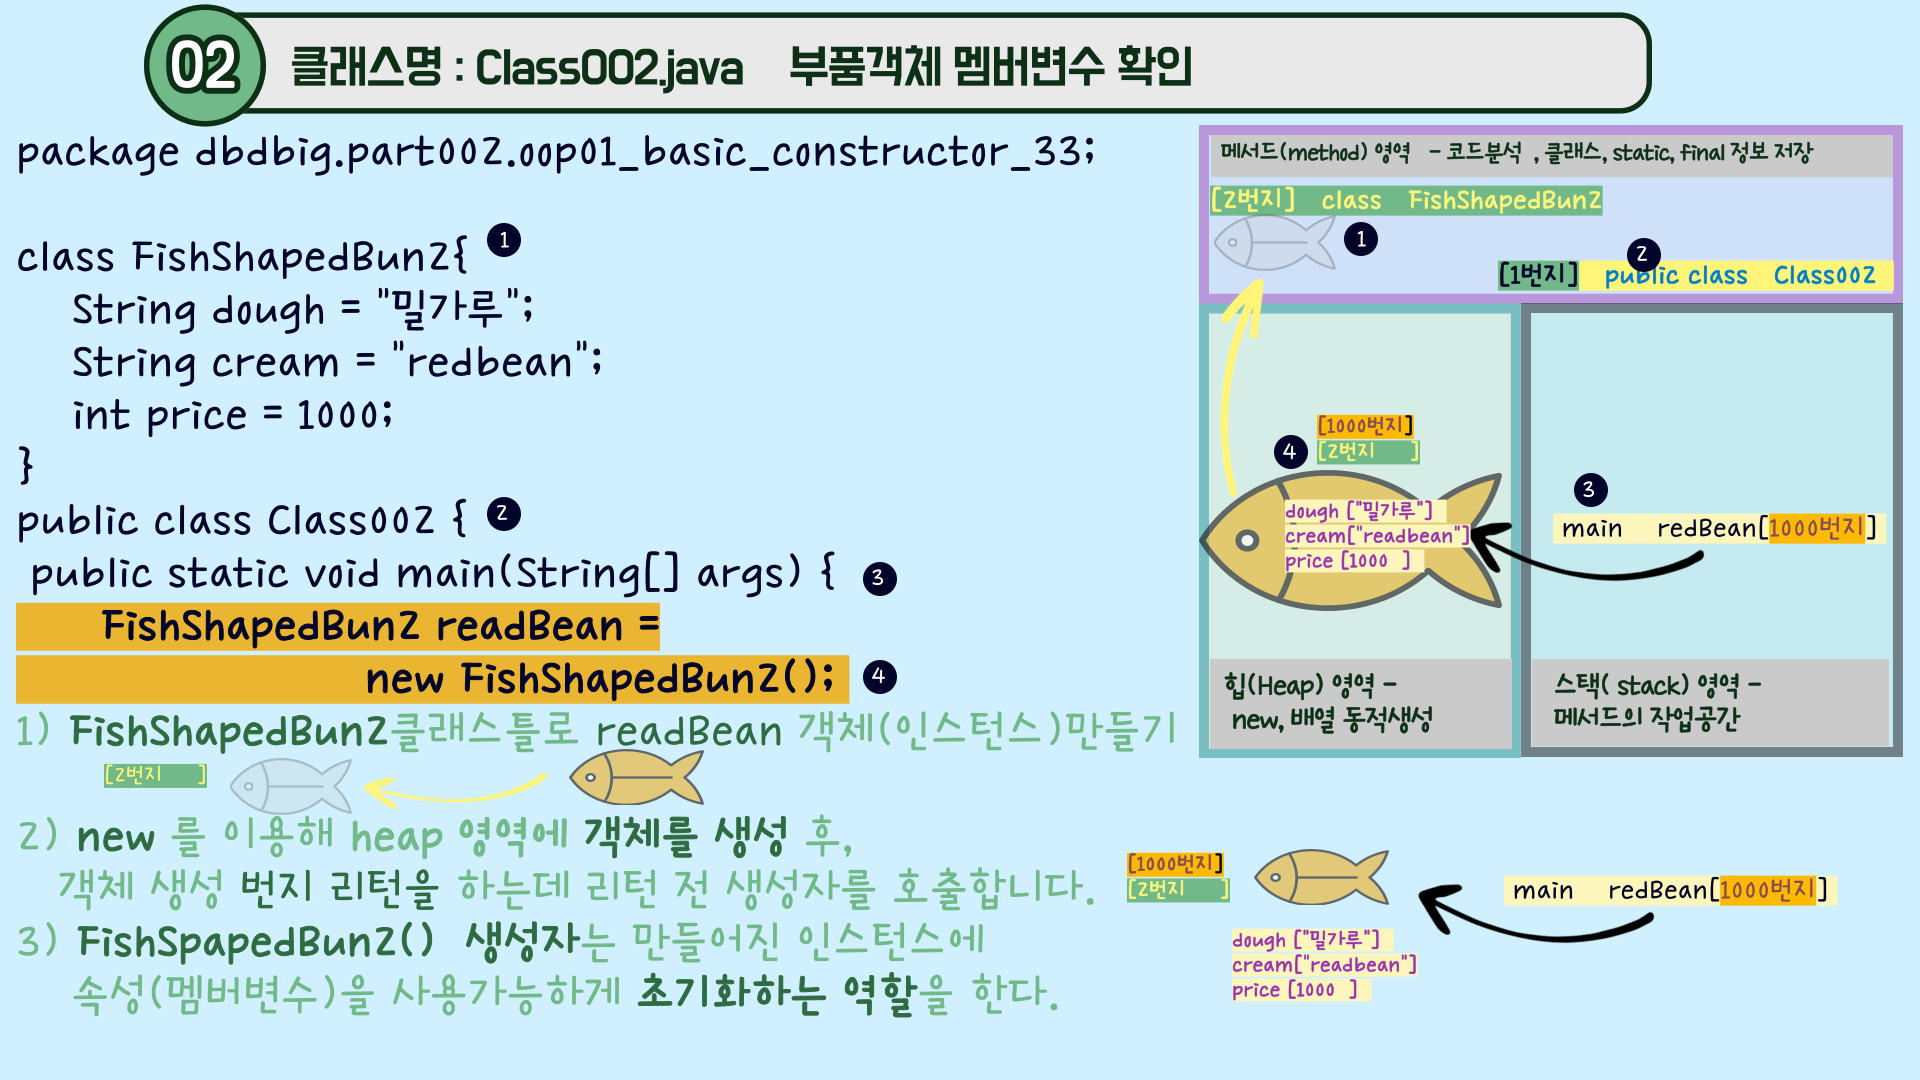 02 클래스명 : Class002.java 부품객체 멤버변수 확인
package dbdbig.part002.oop01_basic_constructor_33;
class FishShapedBun2{ 1
String dough = "밀가루";
String cream = "redbean";
int price = 1000;
}
public class Class002 { 2
public static void main(String[] args) { 3
FishShapedBun2 readBean =
new FishShapedBun2(); 4
1) FishShapedBun2클래스틀로 readBean 객체(인스턴스)만들기
[2번지 ]
2) new 를 이용해 heap 영역에 객체를 생성 후,
객체 생성 번지 리턴을 하는데 리턴 전 생성자를 호출합니다.
3) FishSpapedBun2() 생성자는 만들어진 인스턴스에
속성(멤버변수)을 사용가능하게 초기화하는 역할을 한다.
메서드(method) 영역 - 코드분석 , 클래스, static, final 정보 저장
[2번지] class FishShapedBun2
1
2
[1번지] public class Class002
[1000번지]
4 [2번지 ]
dough ["밀가루"]
cream["readbean"]
price [1000 ]
3
main redBean[1000번지]
힙(Heap) 영역 -
new, 배열 동적생성
스택( stack) 영역 -
메서드의 작업공간
[1000번지]
[2번지 ]
main redBean[1000번지]
dough ["밀가루"]
cream["readbean"]
price [1000 ]